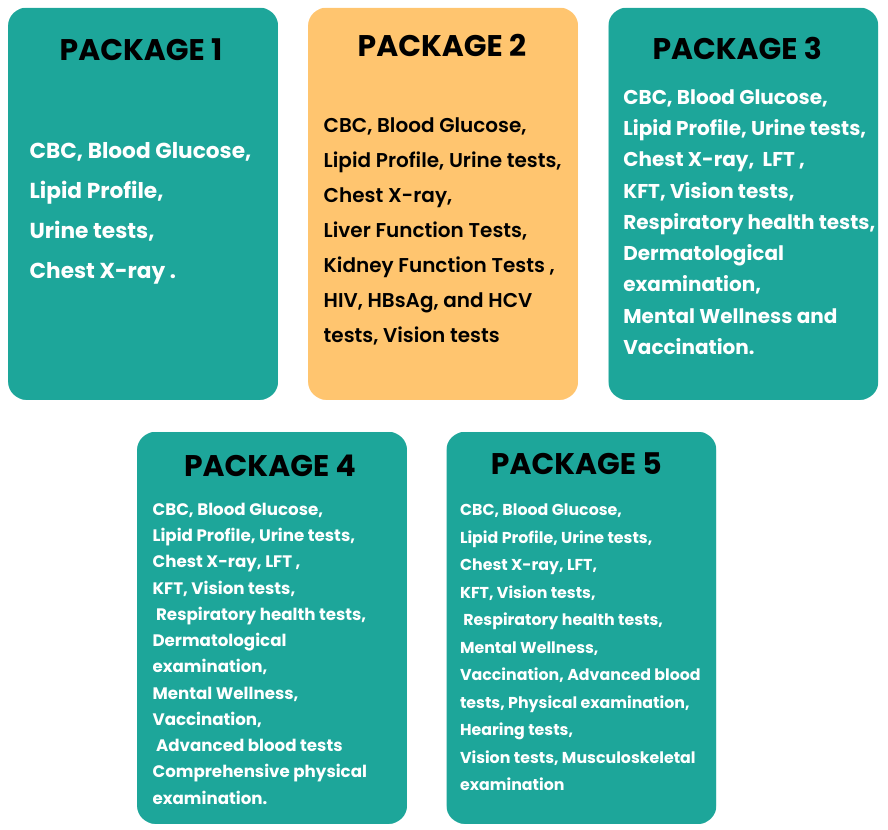 PACKAGE 1
CBC, Blood Glucose,
Lipid Profile,
Urine tests,
Chest X-ray .
PACKAGE 2
CBC, Blood Glucose,
Lipid Profile, Urine tests,
Chest X-ray,
Liver Function Tests,
Kidney Function Tests ,
HIV, HBsAg, and HCV
tests, Vision tests
PACKAGE 3
CBC, Blood Glucose,
Lipid Profile, Urine tests,
Chest X-ray, LFT ,
KFT, Vision tests,
Respiratory health tests,
Dermatological
examination,
Mental Wellness and
Vaccination.
PACKAGE 4
CBC, Blood Glucose,
Lipid Profile, Urine tests,
Chest X-ray, LFT ,
KFT, Vision tests,
Respiratory health tests,
Dermatological
examination,
Mental Wellness,
Vaccination,
Advanced blood tests
Comprehensive physical
examination.
PACKAGE 5
CBC, Blood Glucose,
Lipid Profile, Urine tests,
Chest X-ray, LFT,
KFT, Vision tests,
Respiratory health tests,
Mental Wellness,
Vaccination, Advanced blood
tests, Physical examination,
Hearing tests,
Vision tests, Musculoskeletal
examination